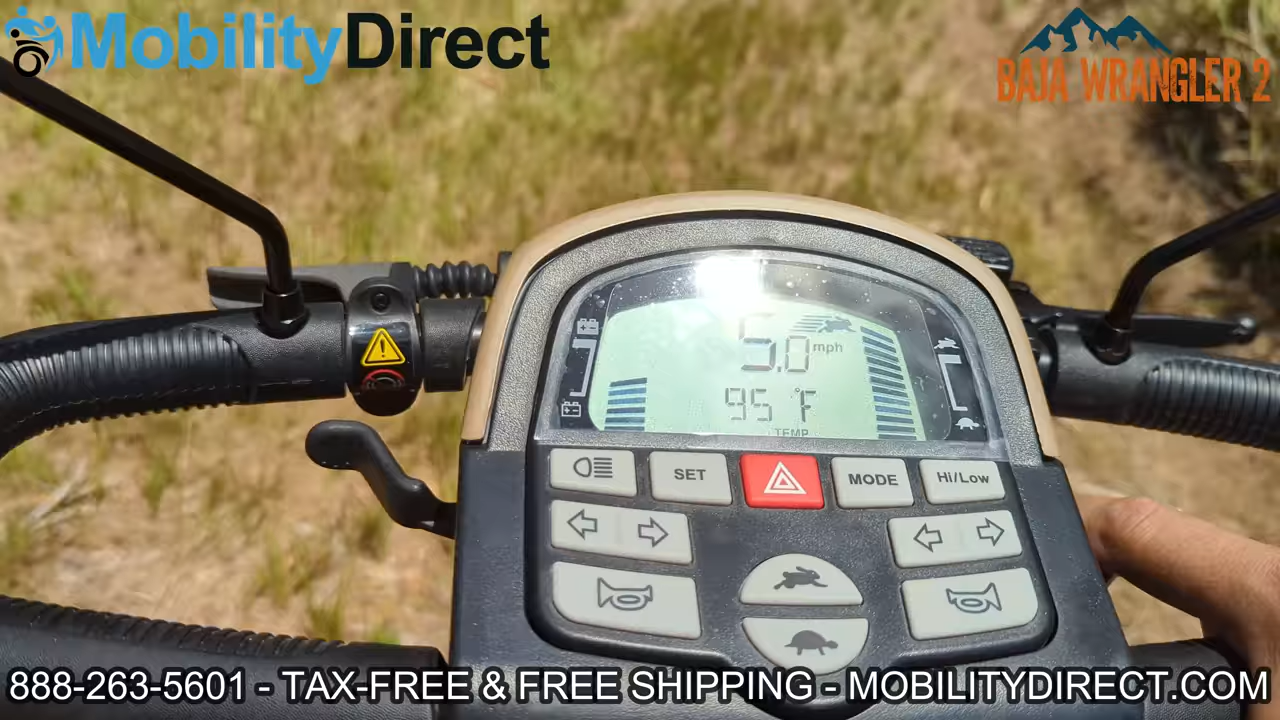 MobilityDirect
BAJA WRANGLER 2
5.0 mph
95 °F
TEMP
SET
MODE
Hi/Low
888-263-5601 - TAX-FREE & FREE SHIPPING - MOBILITYDIRECT.COM